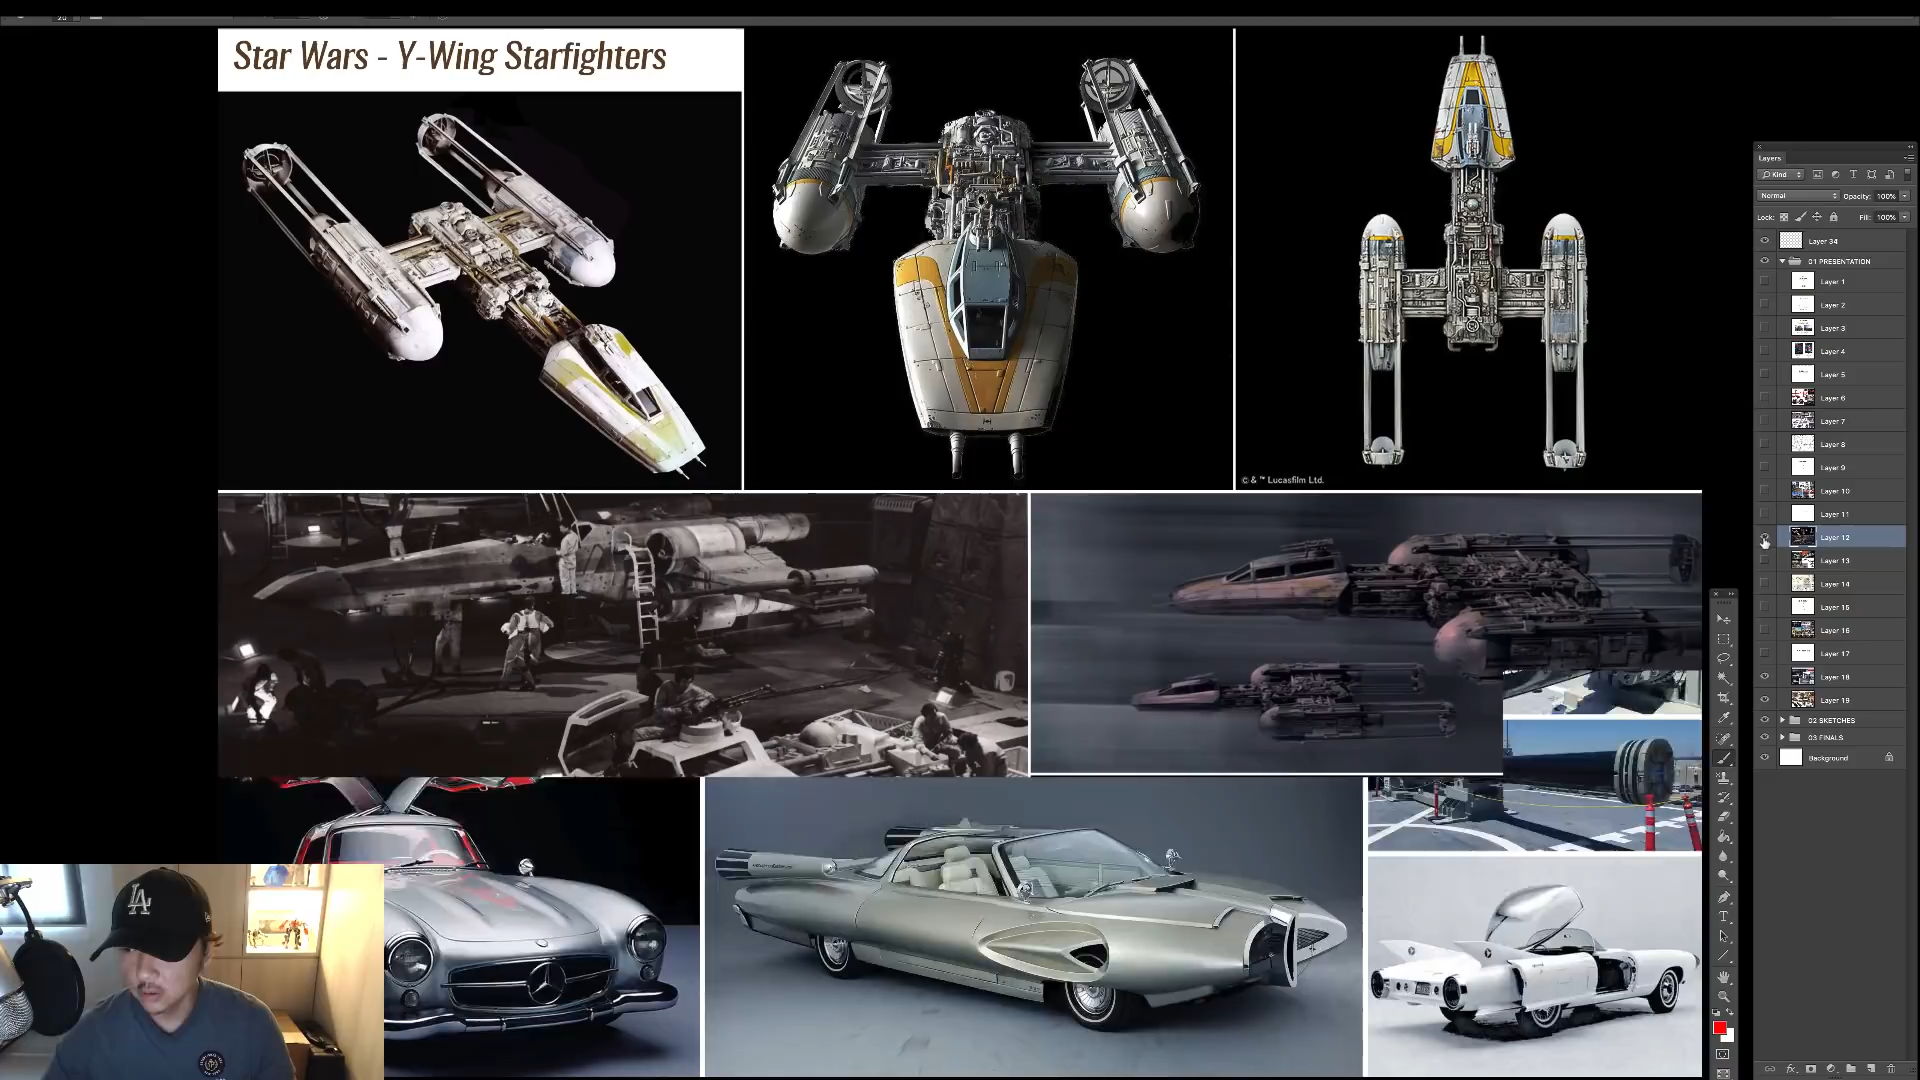 20
Star Wars - Y-Wing Starfighters
© & ™ Lucasfilm Ltd.
LA
Layers
Kind
Normal
Opacity: 100%
Lock:
Fill: 100%
Layer 34
01 PRESENTATION
Layer 1
Layer 2
Layer 3
Layer 4
Layer 5
Layer 6
Layer 7
Layer 8
Layer 9
Layer 10
Layer 11
Layer 12
Layer 13
Layer 14
Layer 15
Layer 16
Layer 17
Layer 18
Layer 19
02 SKETCHES
03 FINALS
Background